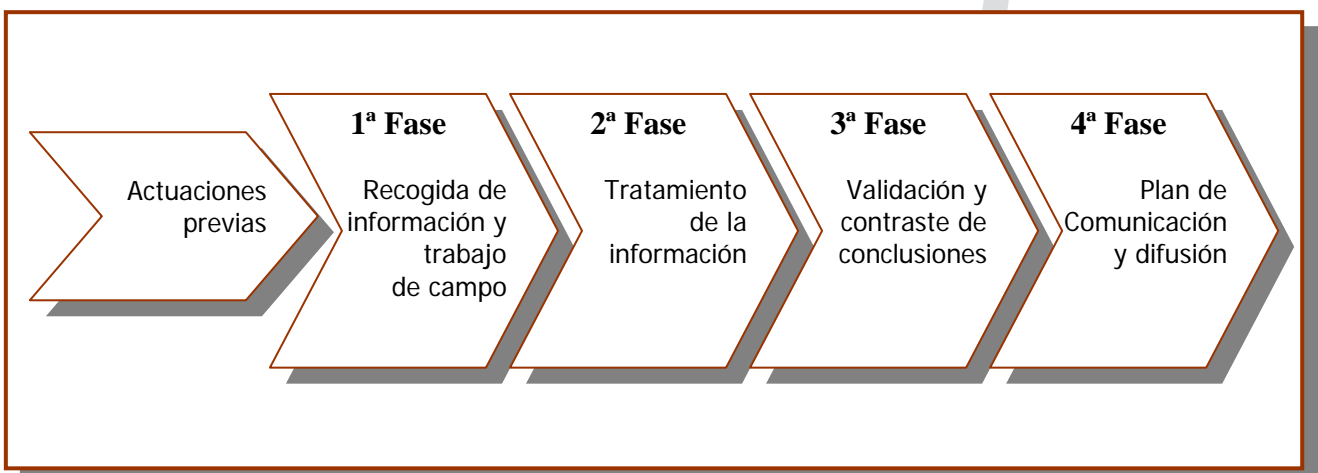 Actuaciones
previas
1ª Fase
Recogida de
información y
trabajo
de campo
2ª Fase
Tratamiento
de la
información
3ª Fase
Validación y
contraste de
conclusiones
4ª Fase
Plan de
Comunicación
y difusión